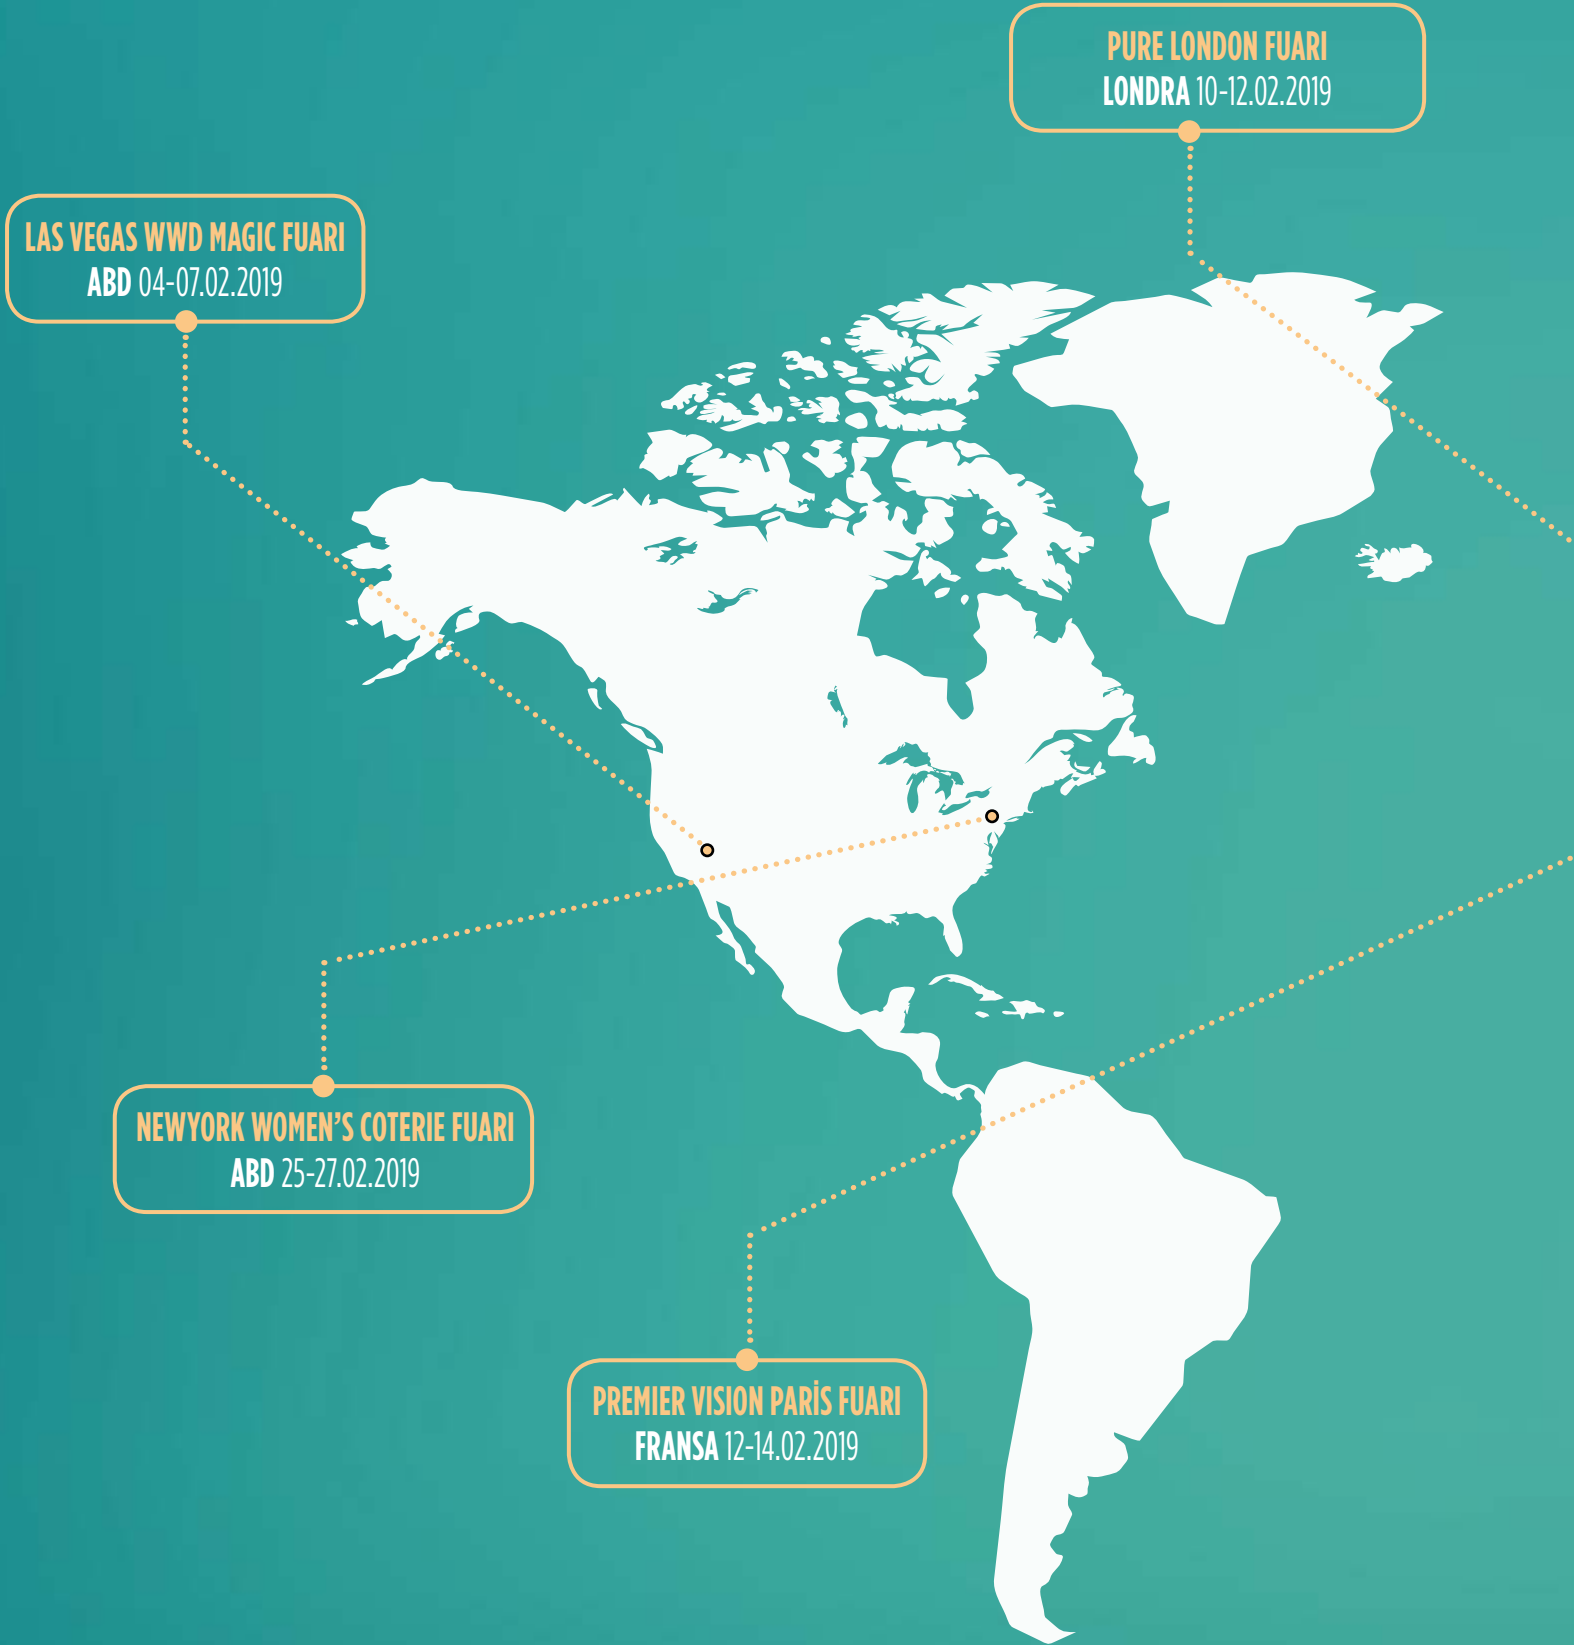 PURE LONDON FUARI
LONDRA 10-12.02.2019
LAS VEGAS WWD MAGIC FUARI
ABD 04-07.02.2019
NEWYORK WOMEN'S COTERIE FUARI
ABD 25-27.02.2019
PREMIER VISION PARİS FUARI
FRANSA 12-14.02.2019